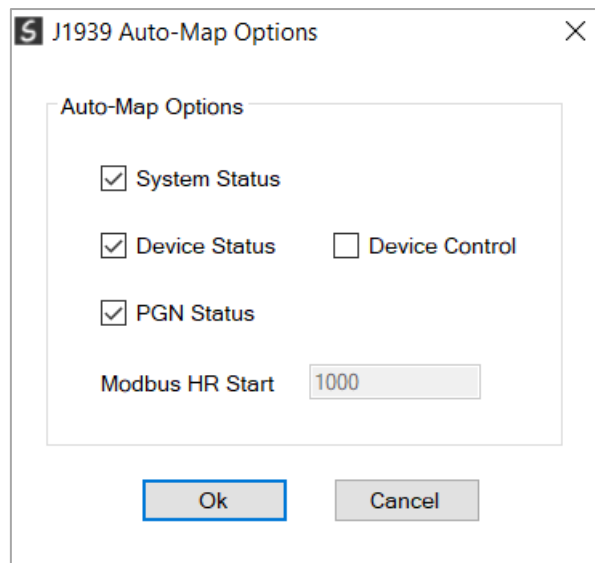 S J1939 Auto-Map Options
Auto-Map Options
System Status
Device Status Device Control
PGN Status
Modbus HR Start 1000
Ok Cancel